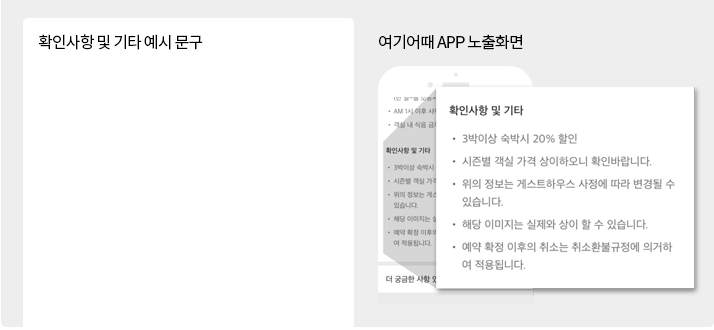 확인사항 및 기타 예시 문구
여기어때 APP 노출화면
AM 1시 이후 샤
객실 내 식음 금지
확인사항 및 기타
• 3박이상 숙박시
• 시즌별 객실 가격
• 위의 정보는 게스
있습니다.
• 해당 이미지는 실
• 예약 확정 이후의
여 적용됩니다.
더 궁금한 사항 있
확인사항 및 기타
• 3박이상 숙박시 20% 할인
• 시즌별 객실 가격 상이하오니 확인바랍니다.
• 위의 정보는 게스트하우스 사정에 따라 변경될 수
있습니다.
• 해당 이미지는 실제와 상이 할 수 있습니다.
• 예약 확정 이후의 취소는 취소환불규정에 의거하
여 적용됩니다.